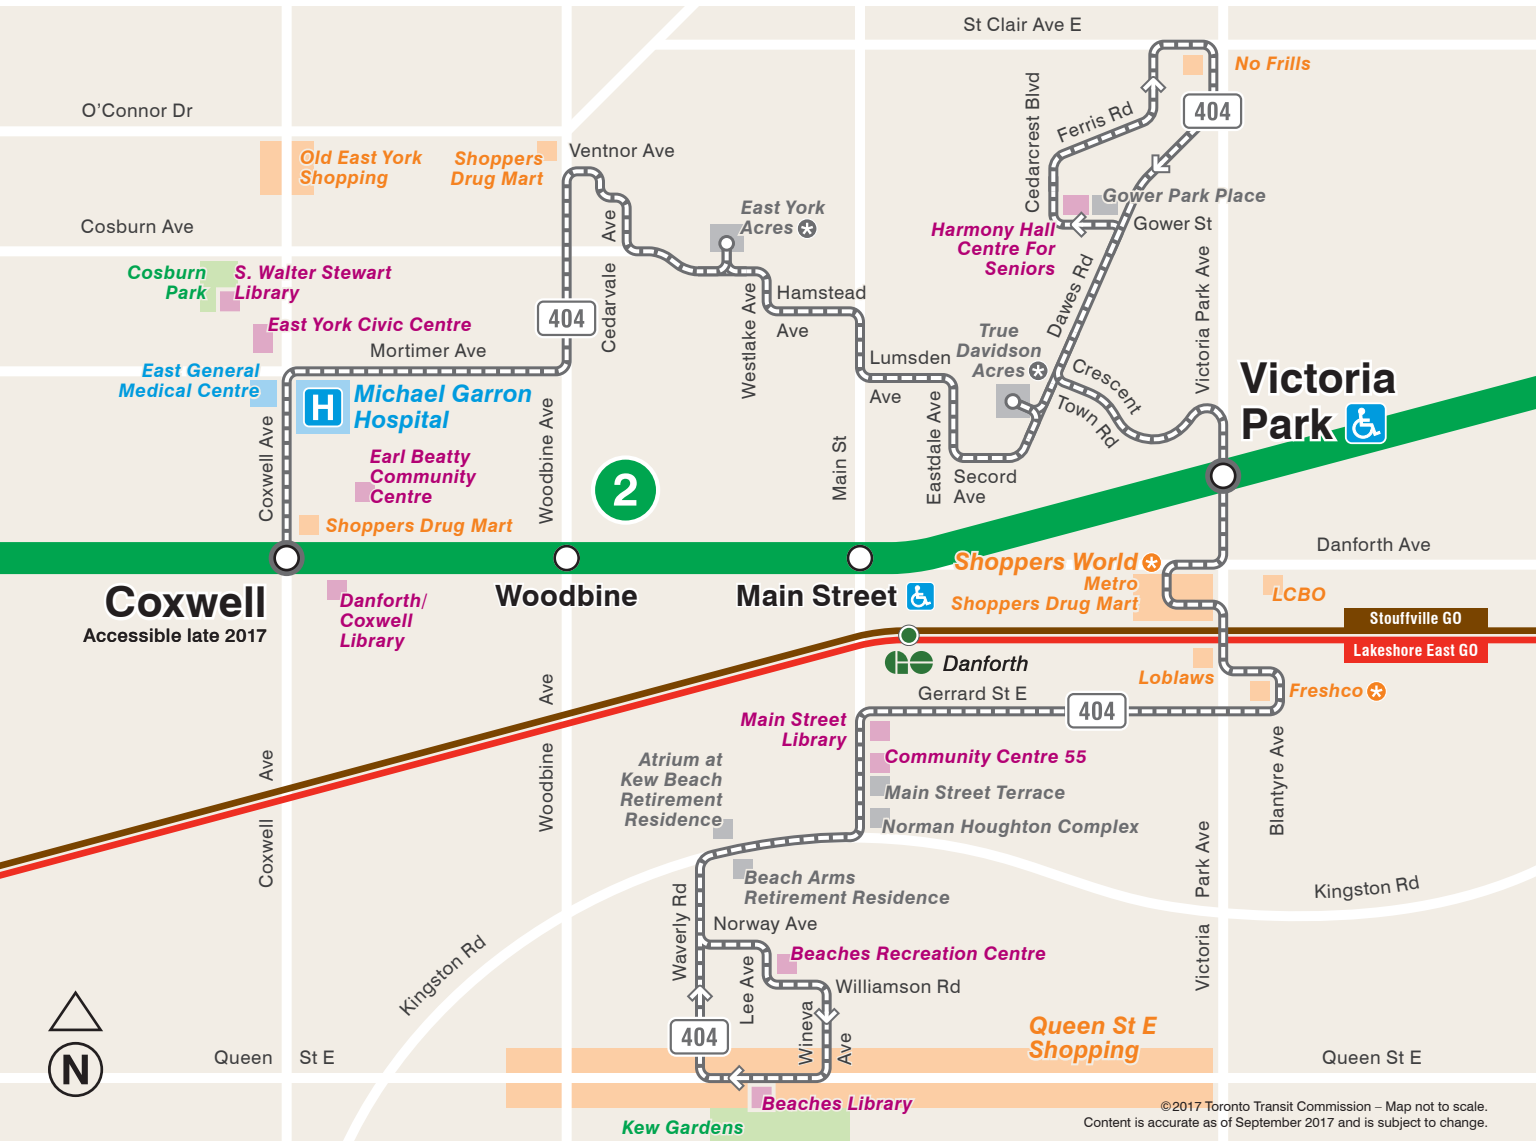 St Clair Ave E
No Frills
O'Connor Dr
Cedarcrest Blvd
Ferris Rd
404
Old East York
Shopping
Shoppers
Drug Mart
Ventnor Ave
Gower Park Place
Gower St
Cosburn Ave
East York
Acres
Harmony Hall
Centre For
Seniors
Cosburn
Park
S. Walter Stewart
Library
East York Civic Centre
Mortimer Ave
404
Cedarvale Ave
Westlake Ave
Hamstead
Ave
Dawes Rd
Victoria Park Ave
True
Davidson
Acres
Lumsden
Ave
Crescent
Town Rd
Victoria
Park
East General
Medical Centre
H
Michael Garron
Hospital
Coxwell Ave
Woodbine Ave
Main St
Eastdale Ave
Secord
Ave
Earl Beatty
Community
Centre
2
Shoppers Drug Mart
Danforth Ave
Coxwell
Accessible late 2017
Woodbine
Main Street
Shoppers World
Metro
Shoppers Drug Mart
LCBO
Danforth/
Coxwell
Library
Stouffville GO
Lakeshore East GO
GO
Danforth
Loblaws
Freshco
Gerrard St E
404
Main Street
Library
Community Centre 55
Main Street Terrace
Norman Houghton Complex
Atrium at
Kew Beach
Retirement
Residence
Coxwell Ave
Woodbine Ave
Blantyre Ave
Victoria Park Ave
Kingston Rd
Beach Arms
Retirement Residence
Waverly Rd
Norway Ave
Kingston Rd
Beaches Recreation Centre
Lee Ave
Williamson Rd
Wineva
Ave
404
Queen St E
Shopping
N
Queen St E
Queen St E
Beaches Library
Kew Gardens
©2017 Toronto Transit Commission – Map not to scale.
Content is accurate as of September 2017 and is subject to change.